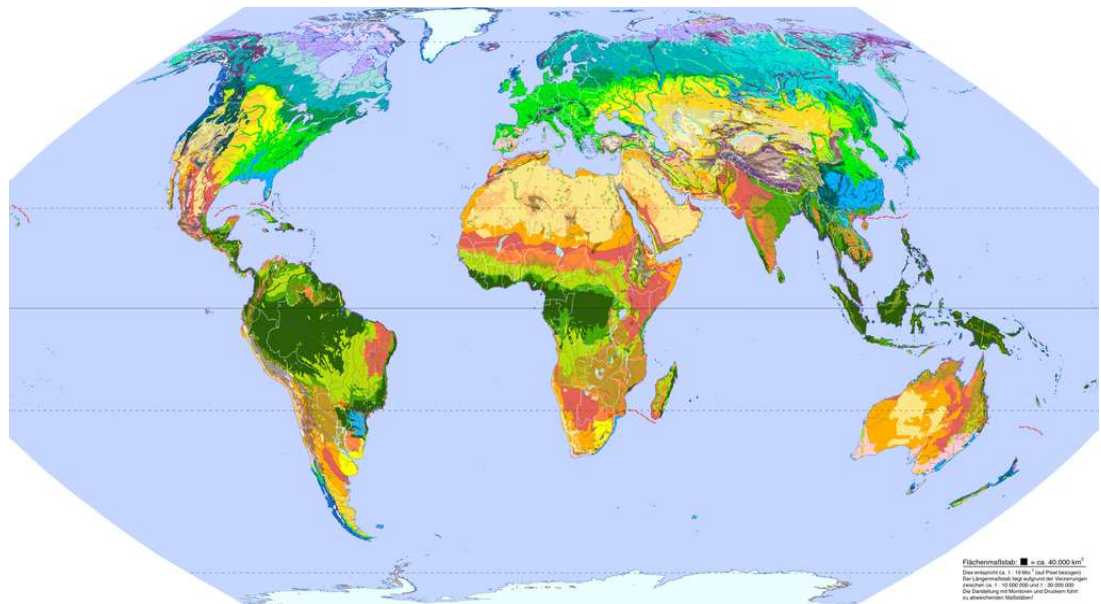 Flächenmaßstab: ■ = ca. 40.000 km²
Dies entspricht ca. 1 : 19 Mio.² (auf Pixel bezogen)
Der Längenmaßstab liegt aufgrund der Verzerrungen
zwischen ca. 1 : 10 000 000 und 1 : 30 000 000
Die Darstellung mit Monitoren und Druckern führt
zu abweichenden Maßstäben!